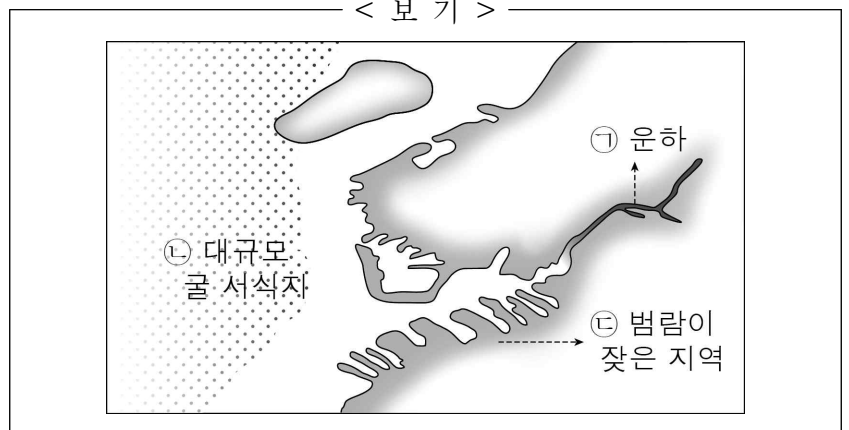 < 보 기 >
㉠ 운하
㉡ 대규모
굴 서식지
㉢ 범람이
잦은 지역